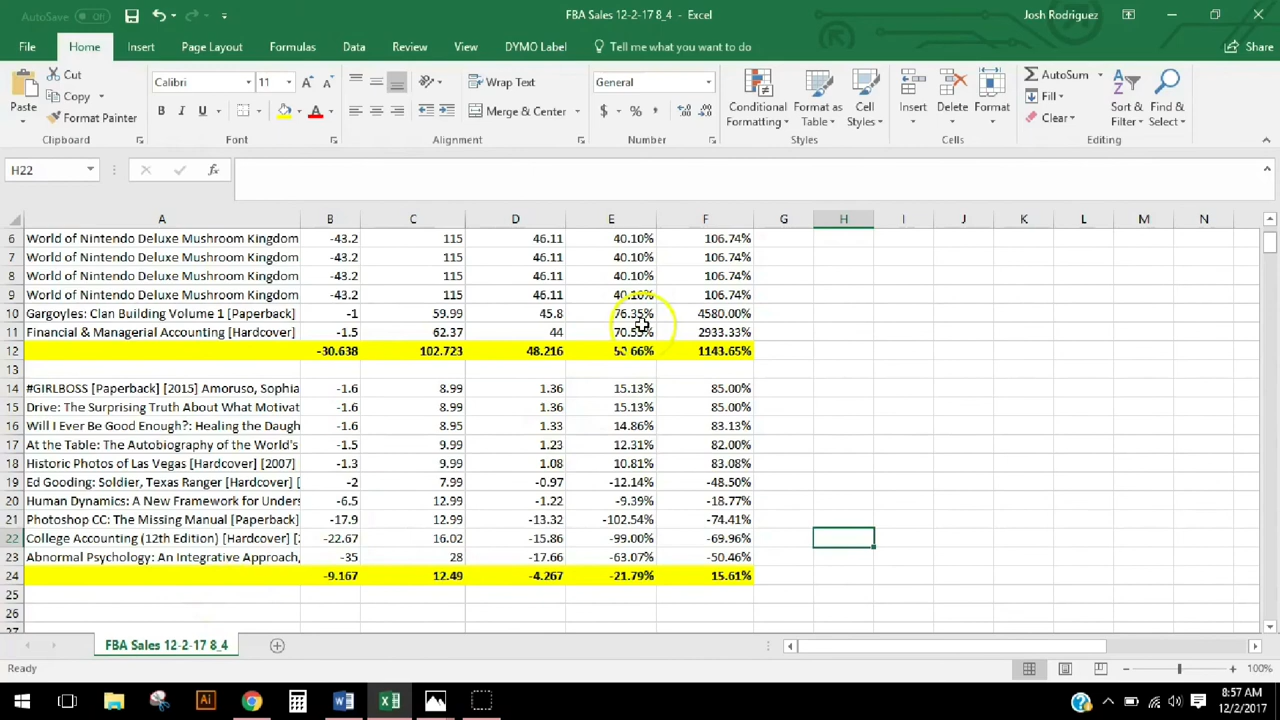 AutoSave Off FBA Sales 12-2-17 8_4 - Excel Josh Rodriguez
File Home Insert Page Layout Formulas Data Review View DYMO Label Tell me what you want to do Share
Paste Cut Copy Format Painter Calibri 11 B I U A Wrap Text Merge & Center General $ % , Conditional Formatting Format as Table Cell Styles Insert Delete Format AutoSum Fill Clear Sort & Filter Find & Select
Clipboard Font Alignment Number Styles Cells Editing
H22 fx
A B C D E F G H I J K L M N
6 World of Nintendo Deluxe Mushroom Kingdom -43.2 115 46.11 40.10% 106.74%
7 World of Nintendo Deluxe Mushroom Kingdom -43.2 115 46.11 40.10% 106.74%
8 World of Nintendo Deluxe Mushroom Kingdom -43.2 115 46.11 40.10% 106.74%
9 World of Nintendo Deluxe Mushroom Kingdom -43.2 115 46.11 40.10% 106.74%
10 Gargoyles: Clan Building Volume 1 [Paperback] -1 59.99 45.8 76.35% 4580.00%
11 Financial & Managerial Accounting [Hardcover] -1.5 62.37 44 70.55% 2933.33%
12 -30.638 102.723 48.216 50.66% 1143.65%
13
14 #GIRLBOSS [Paperback] [2015] Amoruso, Sophia -1.6 8.99 1.36 15.13% 85.00%
15 Drive: The Surprising Truth About What Motivat -1.6 8.99 1.36 15.13% 85.00%
16 Will I Ever Be Good Enough?: Healing the Daugh -1.6 8.95 1.33 14.86% 83.13%
17 At the Table: The Autobiography of the World's -1.5 9.99 1.23 12.31% 82.00%
18 Historic Photos of Las Vegas [Hardcover] [2007] -1.3 9.99 1.08 10.81% 83.08%
19 Ed Gooding: Soldier, Texas Ranger [Hardcover] [ -2 7.99 -0.97 -12.14% -48.50%
20 Human Dynamics: A New Framework for Unders -6.5 12.99 -1.22 -9.39% -18.77%
21 Photoshop CC: The Missing Manual [Paperback] -17.9 12.99 -13.32 -102.54% -74.41%
22 College Accounting (12th Edition) [Hardcover] [2 -22.67 16.02 -15.86 -99.00% -69.96%
23 Abnormal Psychology: An Integrative Approach, -35 28 -17.66 -63.07% -50.46%
24 -9.167 12.49 -4.267 -21.79% 15.61%
25
26
27
FBA Sales 12-2-17 8_4
Ready 100%
8:57 AM
12/2/2017